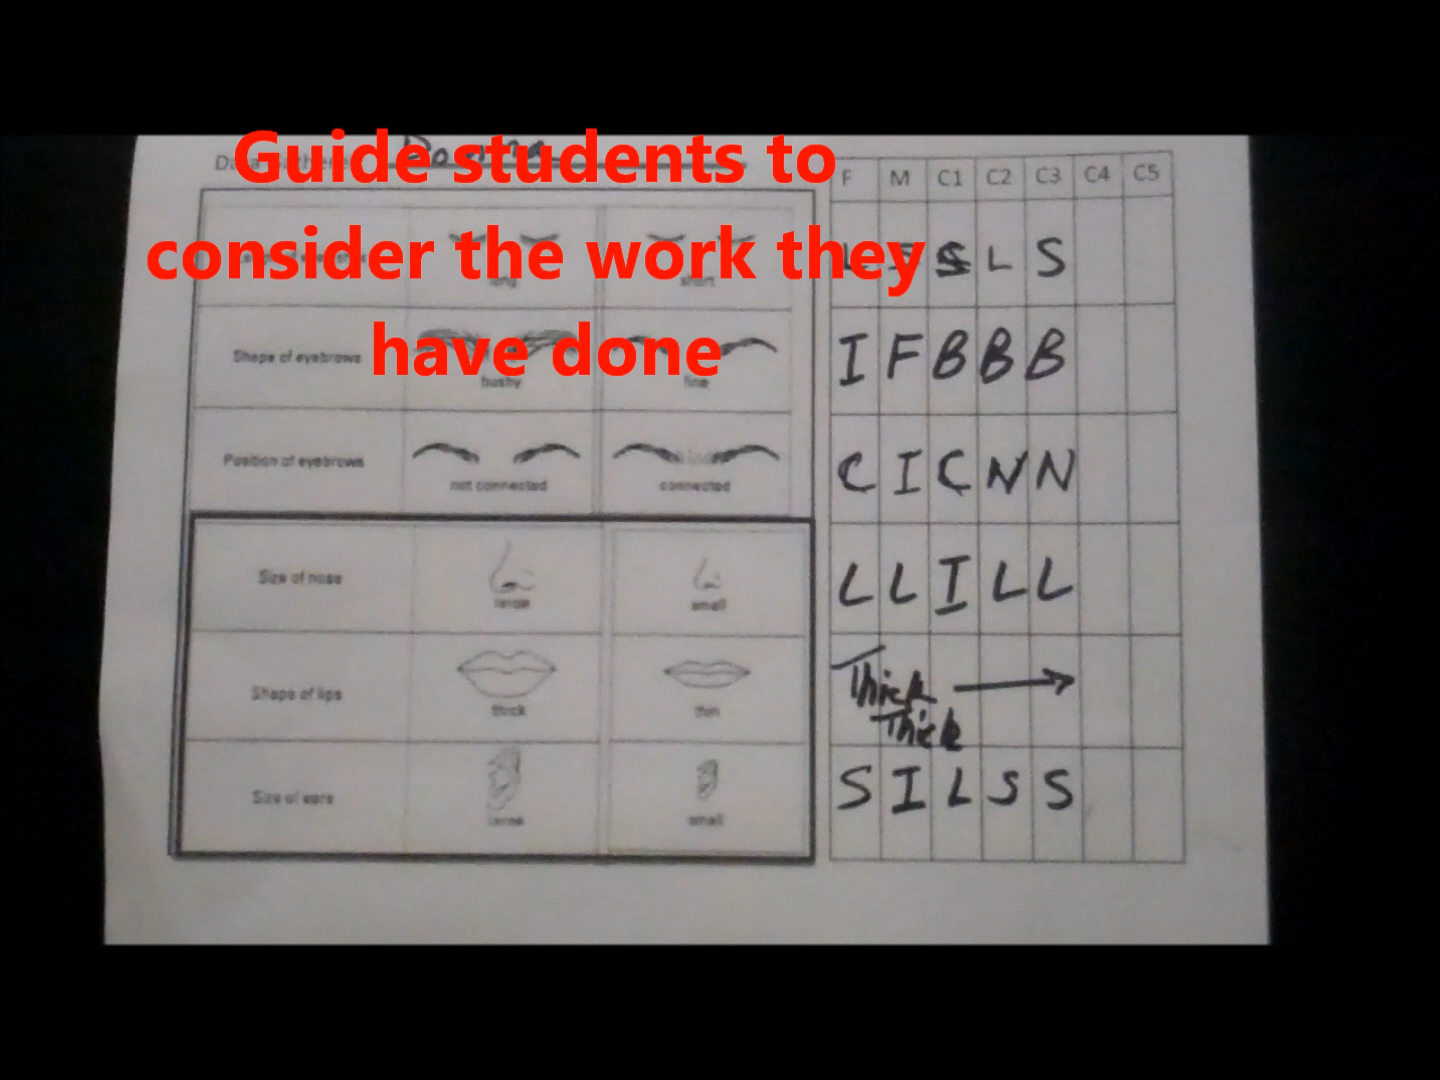 Guide students to
consider the work they
have done
F M C1 C2 C3 C4 C5
L S S L S
long short
Shape of eyebrows bushy fine I F B B B
Position of eyebrows not connected connected C I C N N
Size of nose large small L L I L L
Shape of lips thick thin Thick →
Thick
Size of ears large small S I L S S